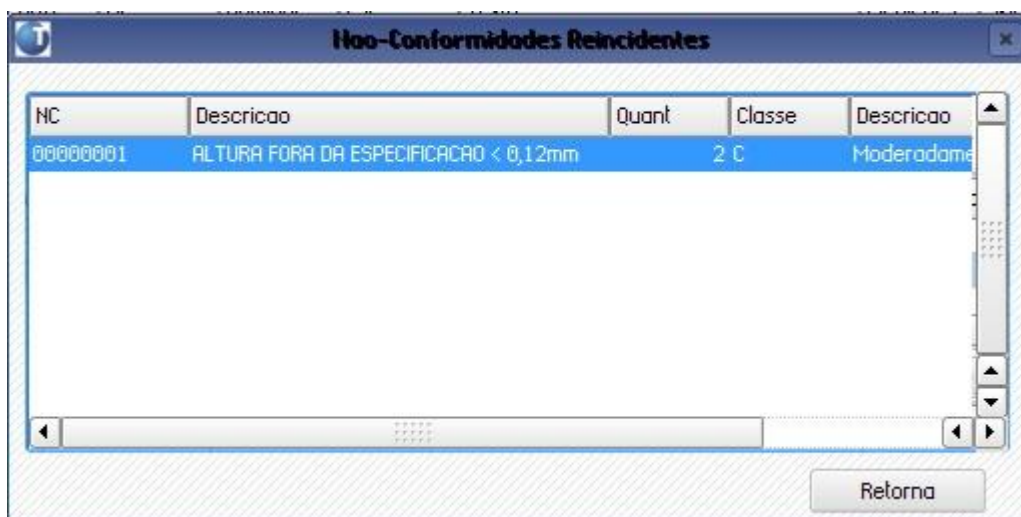 Nao-Conformidades Reincidentes
NC Descricao Quant Classe Descricao
00000001 ALTURA FORA DA ESPECIFICACAO < 0,12mm 2 C Moderadame
Retorna